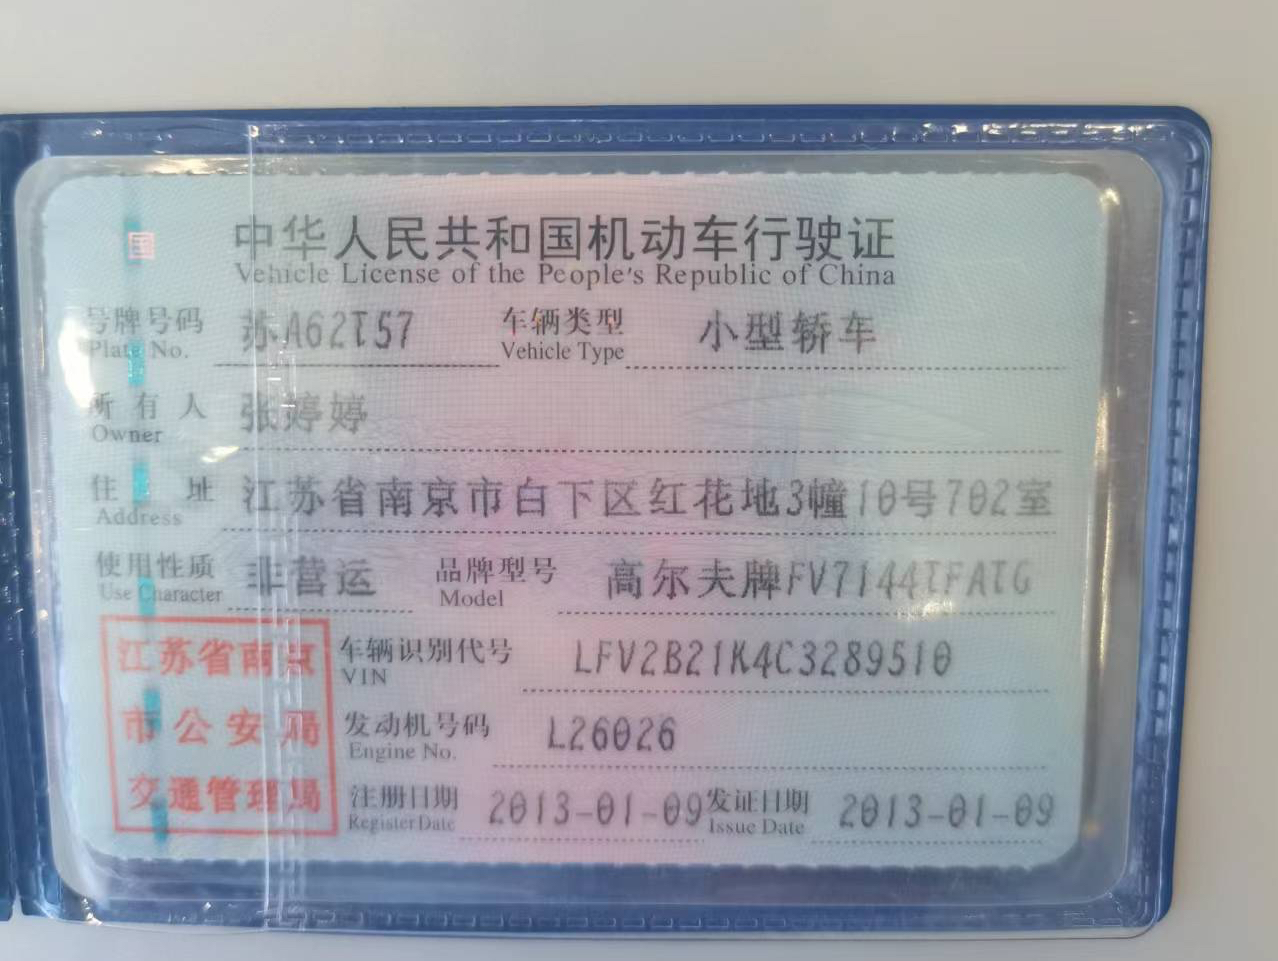 中华人民共和国机动车行驶证
Vehicle License of the People's Republic of China
号牌号码 苏A62T57 车辆类型 小型轿车
Plate No. Vehicle Type
所有人 张婷婷
Owner
住址 江苏省南京市白下区红花地3幢10号702室
Address
使用性质 非营运 品牌型号 高尔夫牌FV7144TFATG
Use Character Model
江苏省南京
市公安局
交通管理局
车辆识别代号 LFV2B21K4C3289510
VIN
发动机号码 L26026
Engine No.
注册日期 2013-01-09 发证日期 2013-01-09
Register Date Issue Date